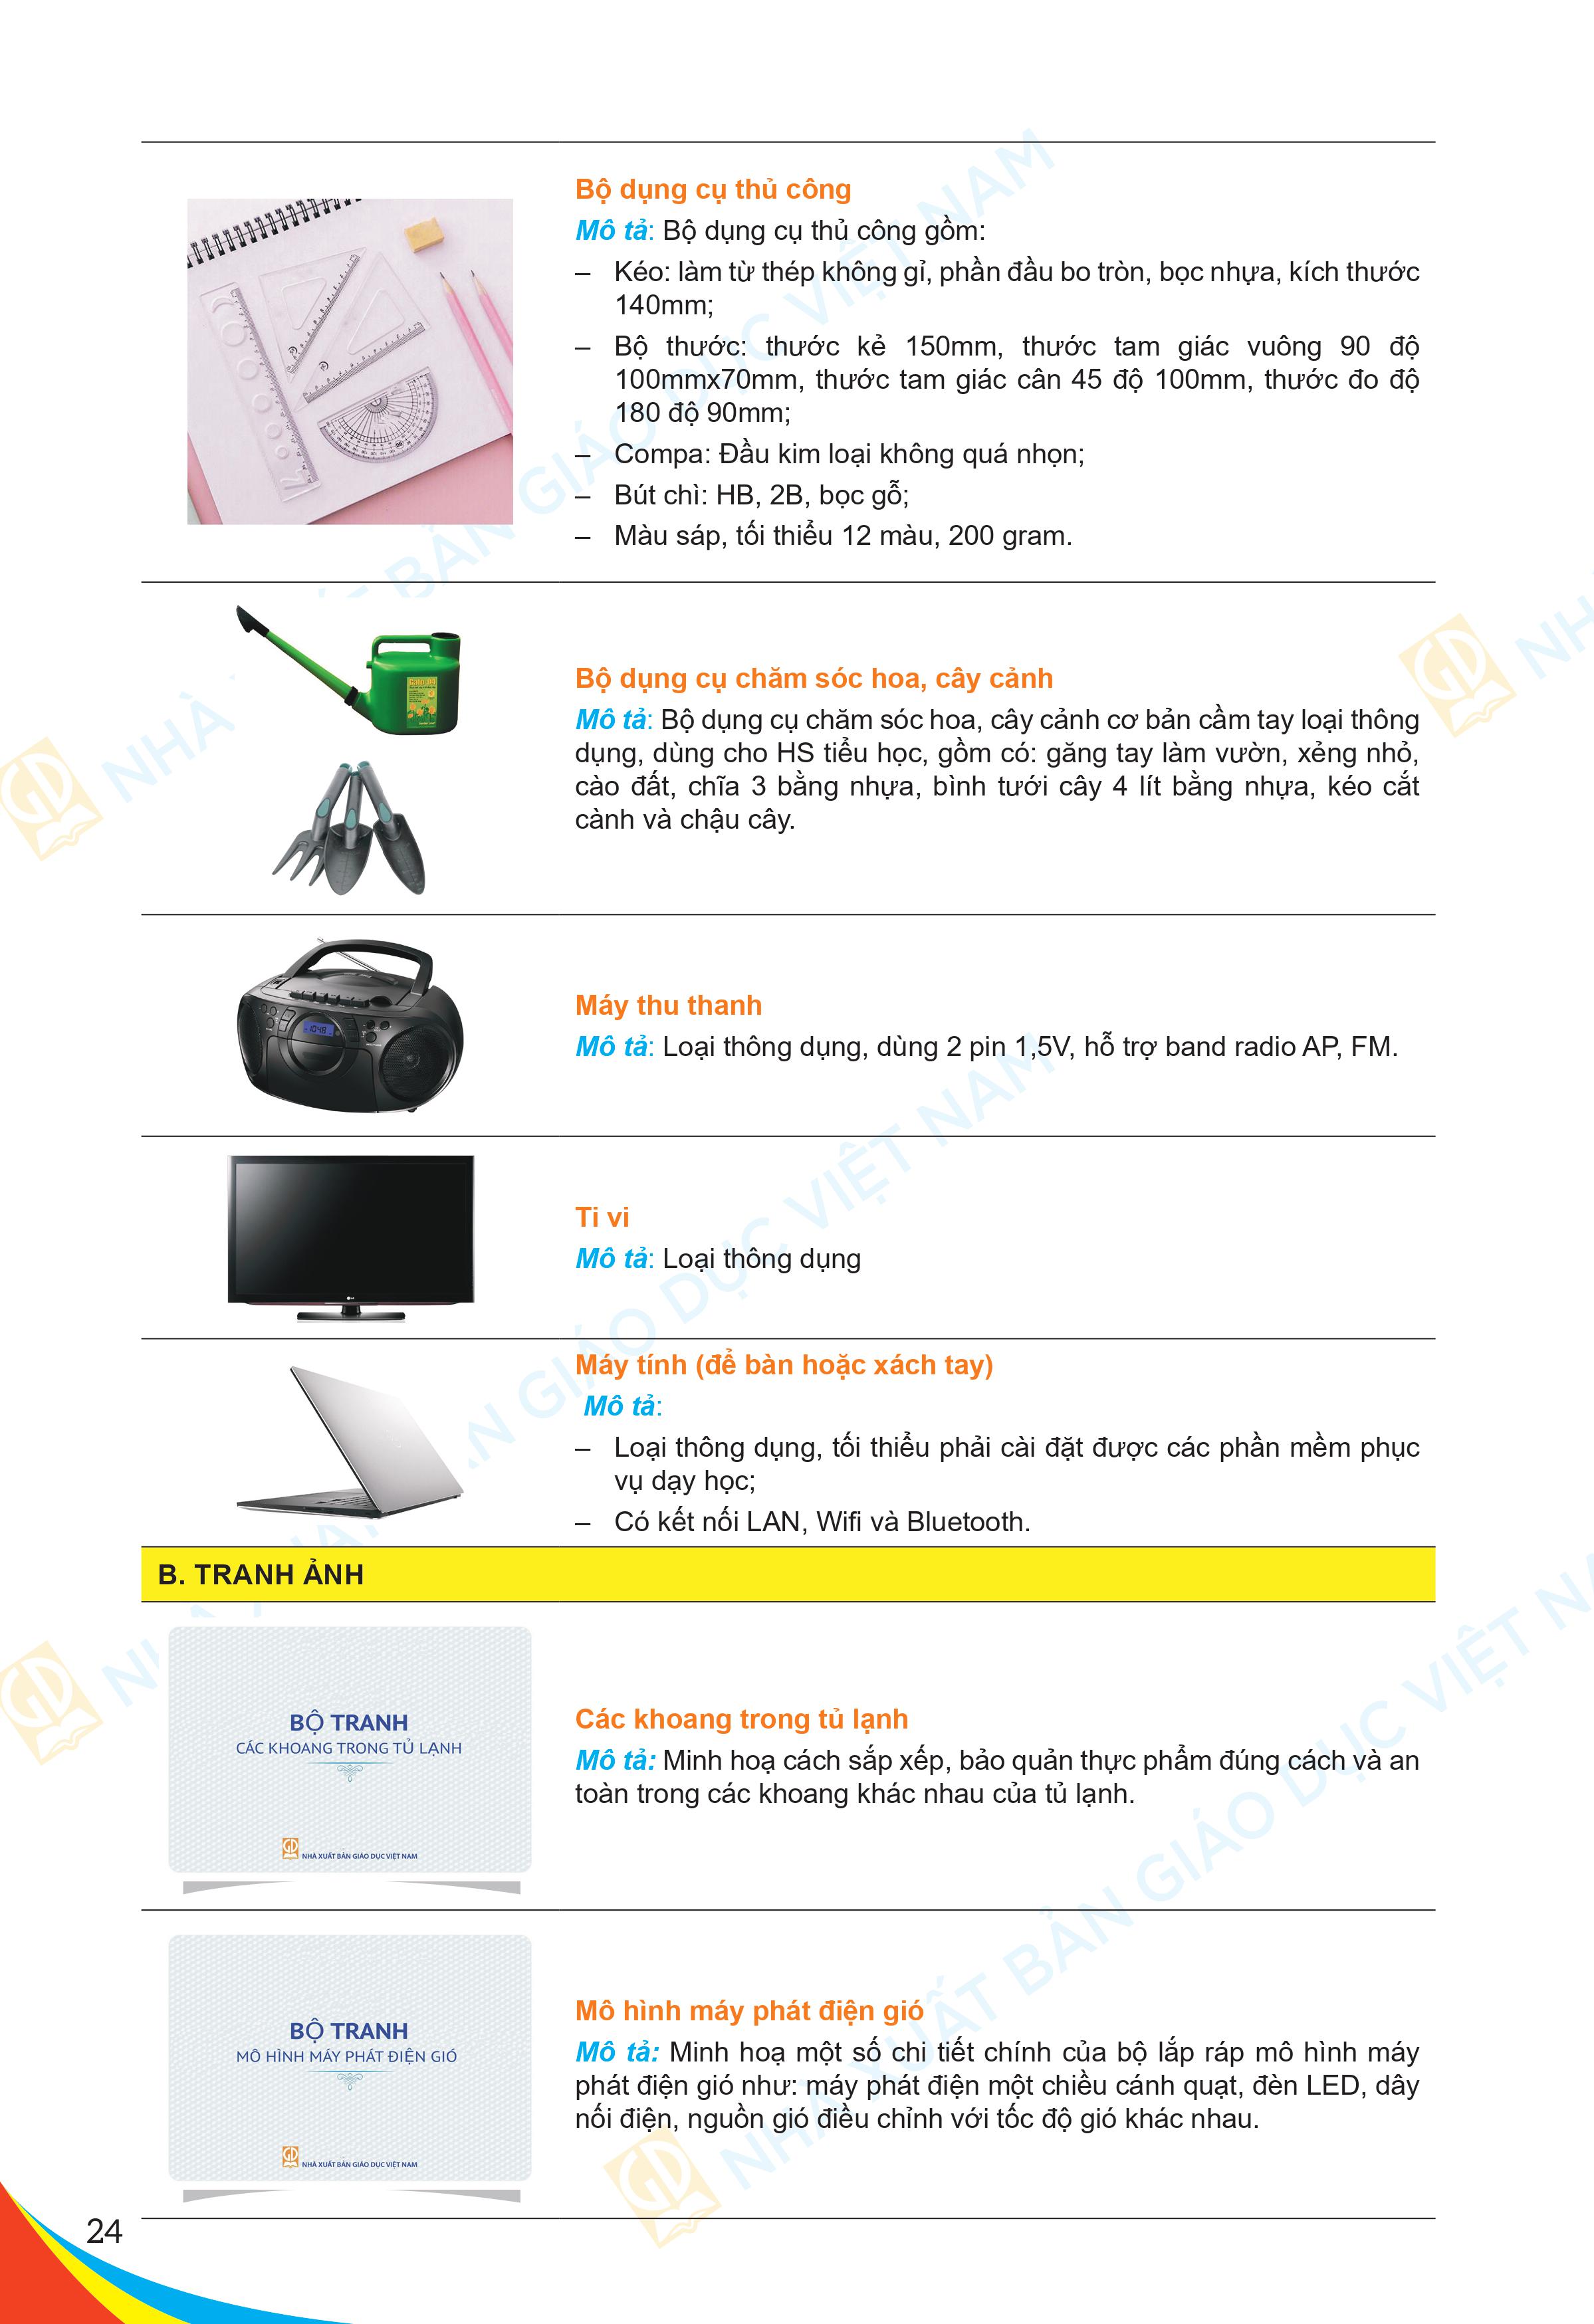 Bộ dụng cụ thủ công
Mô tả: Bộ dụng cụ thủ công gồm:
– Kéo: làm từ thép không gỉ, phần đầu bo tròn, bọc nhựa, kích thước
140mm;
– Bộ thước: thước kẻ 150mm, thước tam giác vuông 90 độ
100mmx70mm, thước tam giác cân 45 độ 100mm, thước đo độ
180 độ 90mm;
– Compa: Đầu kim loại không quá nhọn;
– Bút chì: HB, 2B, bọc gỗ;
– Màu sáp, tối thiểu 12 màu, 200 gram.
Bộ dụng cụ chăm sóc hoa, cây cảnh
Mô tả: Bộ dụng cụ chăm sóc hoa, cây cảnh cơ bản cầm tay loại thông
dụng, dùng cho HS tiểu học, gồm có: găng tay làm vườn, xẻng nhỏ,
cào đất, chĩa 3 bằng nhựa, bình tưới cây 4 lít bằng nhựa, kéo cắt
cành và chậu cây.
Máy thu thanh
Mô tả: Loại thông dụng, dùng 2 pin 1,5V, hỗ trợ band radio AP, FM.
Ti vi
Mô tả: Loại thông dụng
Máy tính (để bàn hoặc xách tay)
Mô tả:
– Loại thông dụng, tối thiểu phải cài đặt được các phần mềm phục
vụ dạy học;
– Có kết nối LAN, Wifi và Bluetooth.
B. TRANH ẢNH
BỘ TRANH
CÁC KHOANG TRONG TỦ LẠNH
NHÀ XUẤT BẢN GIÁO DỤC VIỆT NAM
Các khoang trong tủ lạnh
Mô tả: Minh hoạ cách sắp xếp, bảo quản thực phẩm đúng cách và an
toàn trong các khoang khác nhau của tủ lạnh.
BỘ TRANH
MÔ HÌNH MÁY PHÁT ĐIỆN GIÓ
NHÀ XUẤT BẢN GIÁO DỤC VIỆT NAM
Mô hình máy phát điện gió
Mô tả: Minh hoạ một số chi tiết chính của bộ lắp ráp mô hình máy
phát điện gió như: máy phát điện một chiều cánh quạt, đèn LED, dây
nối điện, nguồn gió điều chỉnh với tốc độ gió khác nhau.
24
NHÀ XUẤT BẢN GIÁO DỤC VIỆT NAM